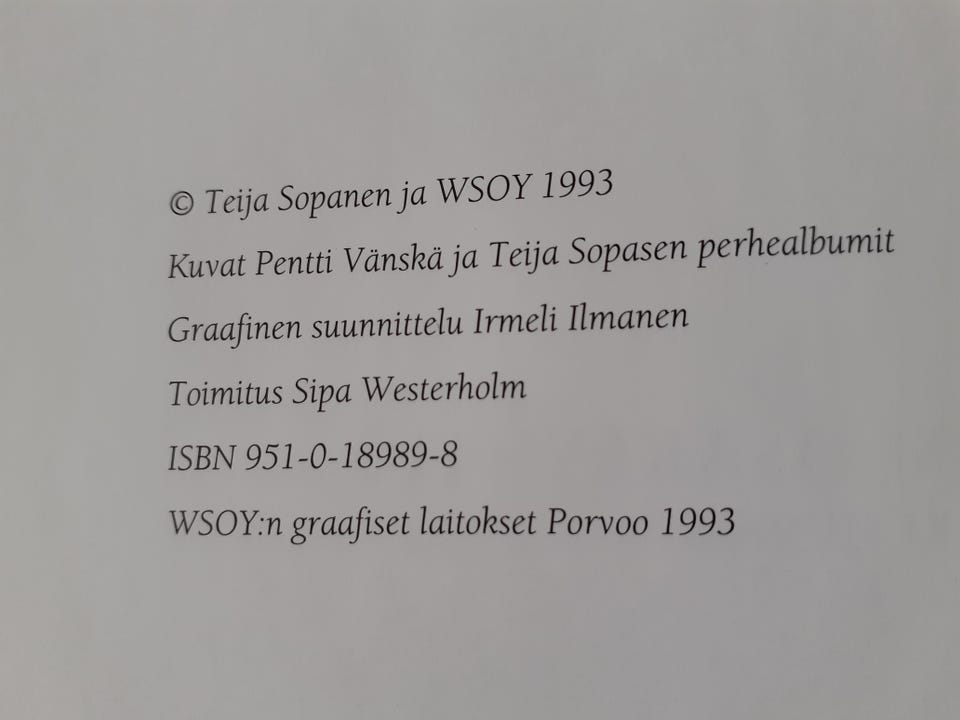 © Teija Sopanen ja WSOY 1993
Kuvat Pentti Vänskä ja Teija Sopasen perhealbumit
Graafinen suunnittelu Irmeli Ilmanen
Toimitus Sipa Westerholm
ISBN 951-0-18989-8
WSOY:n graafiset laitokset Porvoo 1993